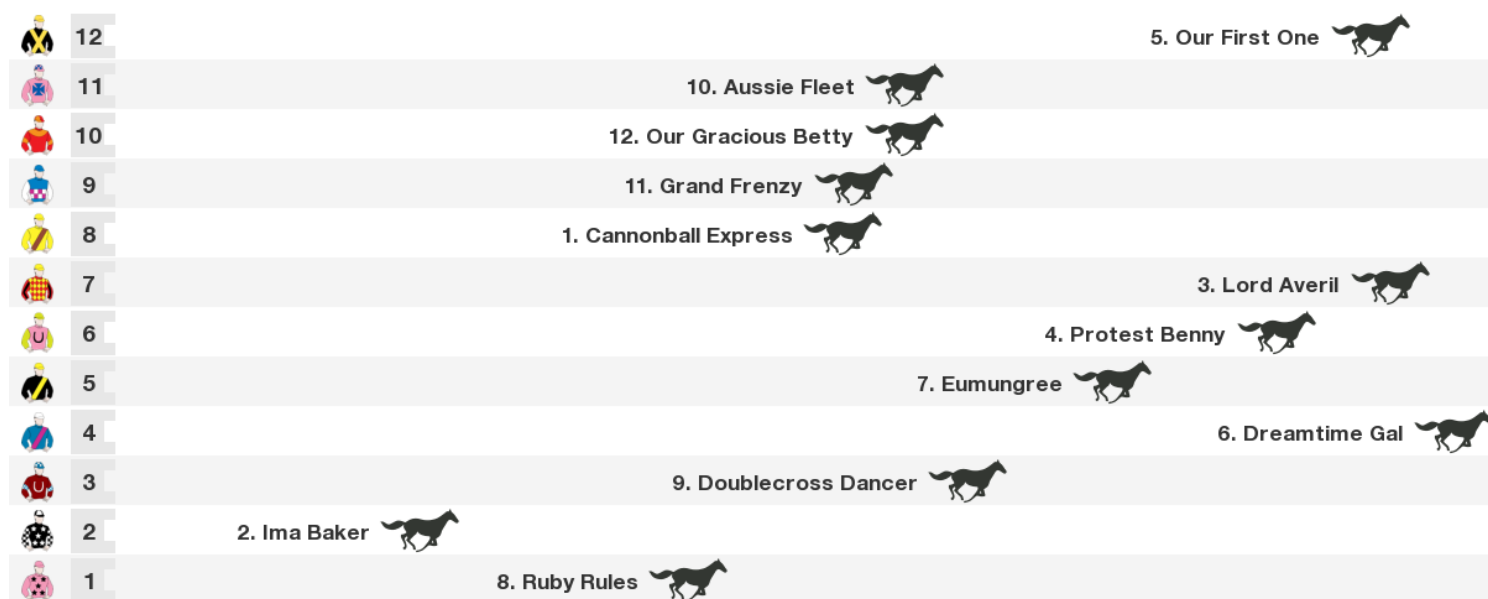 12 5. Our First One
11 10. Aussie Fleet
10 12. Our Gracious Betty
9 11. Grand Frenzy
8 1. Cannonball Express
7 3. Lord Averil
6 4. Protest Benny
5 7. Eumungree
4 6. Dreamtime Gal
3 9. Doublecross Dancer
2 2. Ima Baker
1 8. Ruby Rules